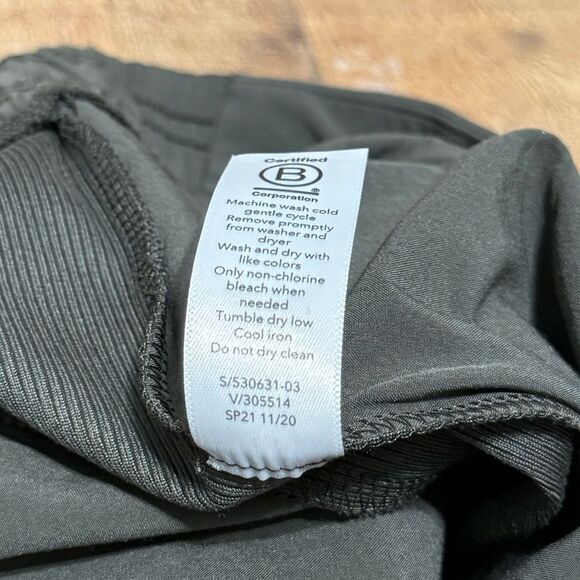 Certified
B
®
Corporation
Machine wash cold
gentle cycle
Remove promptly
from washer and
dryer
Wash and dry with
like colors
Only non-chlorine
bleach when
needed
Tumble dry low
Cool iron
Do not dry clean
S/530631-03
V/305514
SP21 11/20